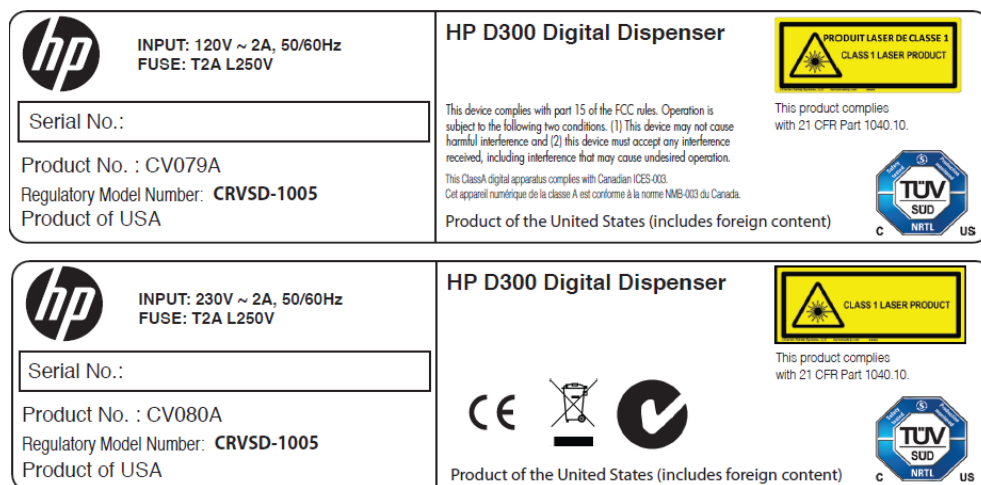 hp
INPUT: 120V ~ 2A, 50/60Hz
FUSE: T2A L250V
Serial No.:
Product No. : CV079A
Regulatory Model Number: CRVSD-1005
Product of USA
HP D300 Digital Dispenser
This device complies with part 15 of the FCC rules. Operation is
subject to the following two conditions. (1) This device may not cause
harmful interference and (2) this device must accept any interference
received, including interference that may cause undesired operation.
This ClassA digital apparatus complies with Canadian ICES-003.
Cet appareil numérique de la classe A est conforme à la norme NMB-003 du Canada.
Product of the United States (includes foreign content)
PRODUIT LASER DE CLASSE 1
CLASS 1 LASER PRODUCT
This product complies
with 21 CFR Part 1040.10.
Safety tested
Production
TÜV
SÜD
NRTL
C US
hp
INPUT: 230V ~ 2A, 50/60Hz
FUSE: T2A L250V
Serial No.:
Product No. : CV080A
Regulatory Model Number: CRVSD-1005
Product of USA
HP D300 Digital Dispenser
CE
Product of the United States (includes foreign content)
CLASS 1 LASER PRODUCT
This product complies
with 21 CFR Part 1040.10.
Safety tested
Production
TÜV
SÜD
NRTL
C US